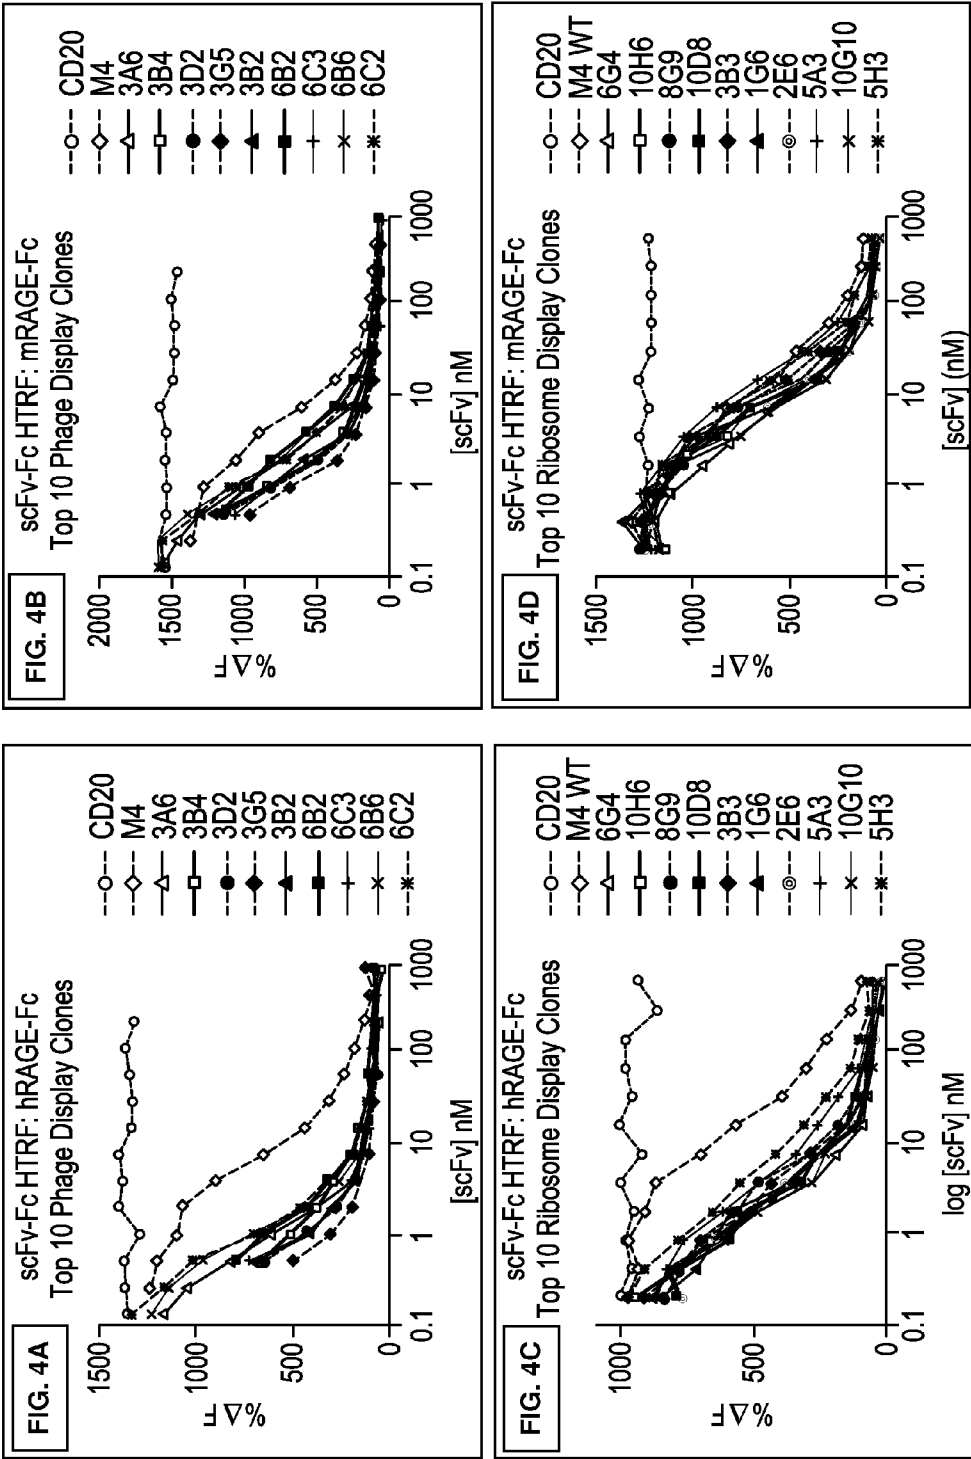 FIG. 4A
scFv-Fc HTRF: hRAGE-Fc
Top 10 Phage Display Clones
% ΔF
1500
1000
500
0
0.1
1
10
100
1000
[scFv] nM
CD20
M4
3A6
3B4
3D2
3G5
3B2
6B2
6C3
6B6
6C2
FIG. 4B
scFv-Fc HTRF: mRAGE-Fc
Top 10 Phage Display Clones
% ΔF
2000
1500
1000
500
0
0.1
1
10
100
1000
[scFv] nM
CD20
M4
3A6
3B4
3D2
3G5
3B2
6B2
6C3
6B6
6C2
FIG. 4C
scFv-Fc HTRF: hRAGE-Fc
Top 10 Ribosome Display Clones
% ΔF
1000
500
0
0.1
1
10
100
1000
log [scFv] nM
CD20
M4 WT
6G4
10H6
8G9
10D8
3B3
1G6
2E6
5A3
10G10
5H3
FIG. 4D
scFv-Fc HTRF: mRAGE-Fc
Top 10 Ribosome Display Clones
% ΔF
1500
1000
500
0
0.1
1
10
100
1000
[scFv] (nM)
CD20
M4 WT
6G4
10H6
8G9
10D8
3B3
1G6
2E6
5A3
10G10
5H3